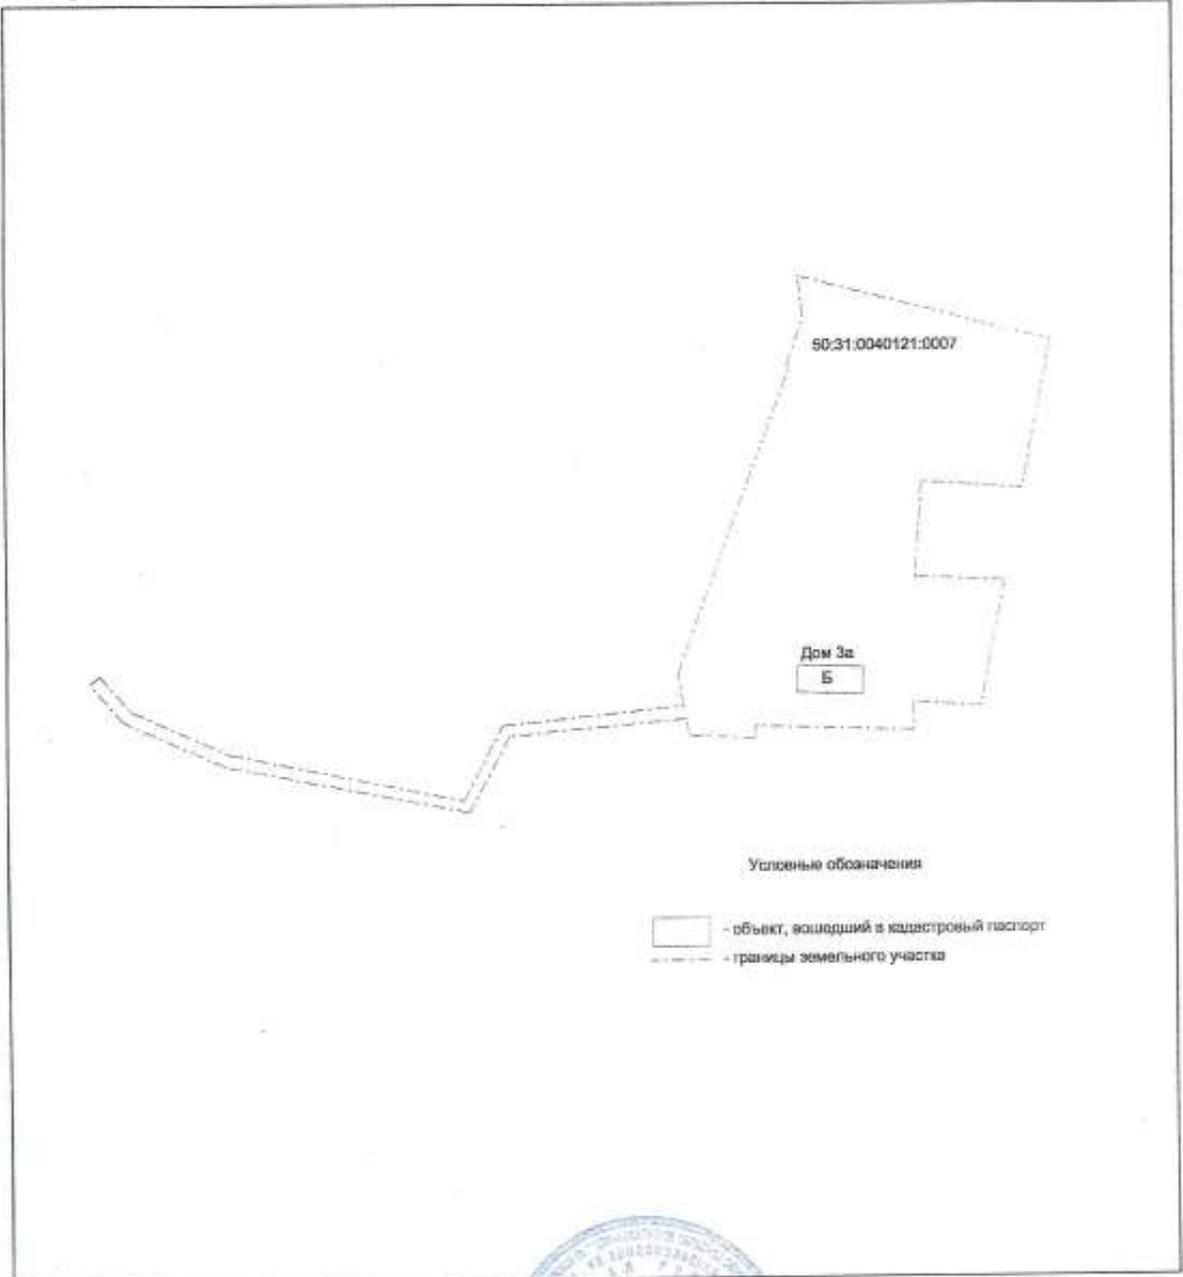 50:31:0040121:0007
Дом 3а
Б
Условные обозначения
- объект, вошедший в кадастровый паспорт
- границы земельного участка